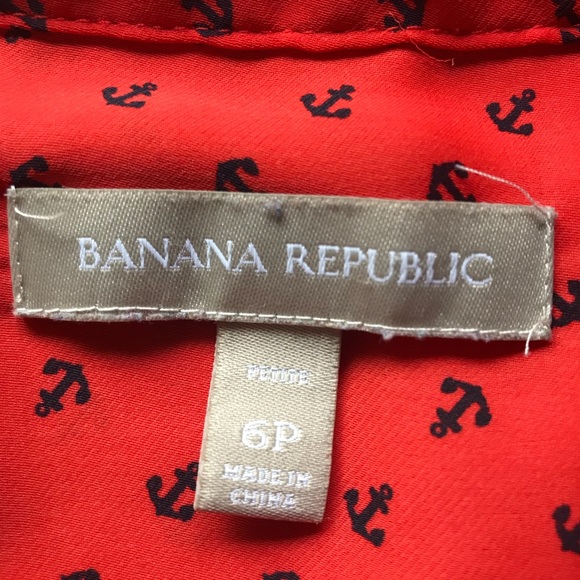 BANANA REPUBLIC
PETITE
6P
MADE IN
CHINA